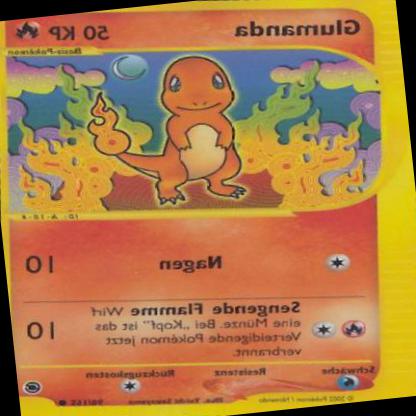 Glumanda 50 KP
Basis-Pokémon
Nagen 10
Sengende Flamme Wirf
eine Münze. Bei „Kopf" ist das
Verteidigende Pokémon jetzt
verbrannt. 10
Schwäche Resistenz Rückzugskosten
© 2002 Pokémon / Nintendo